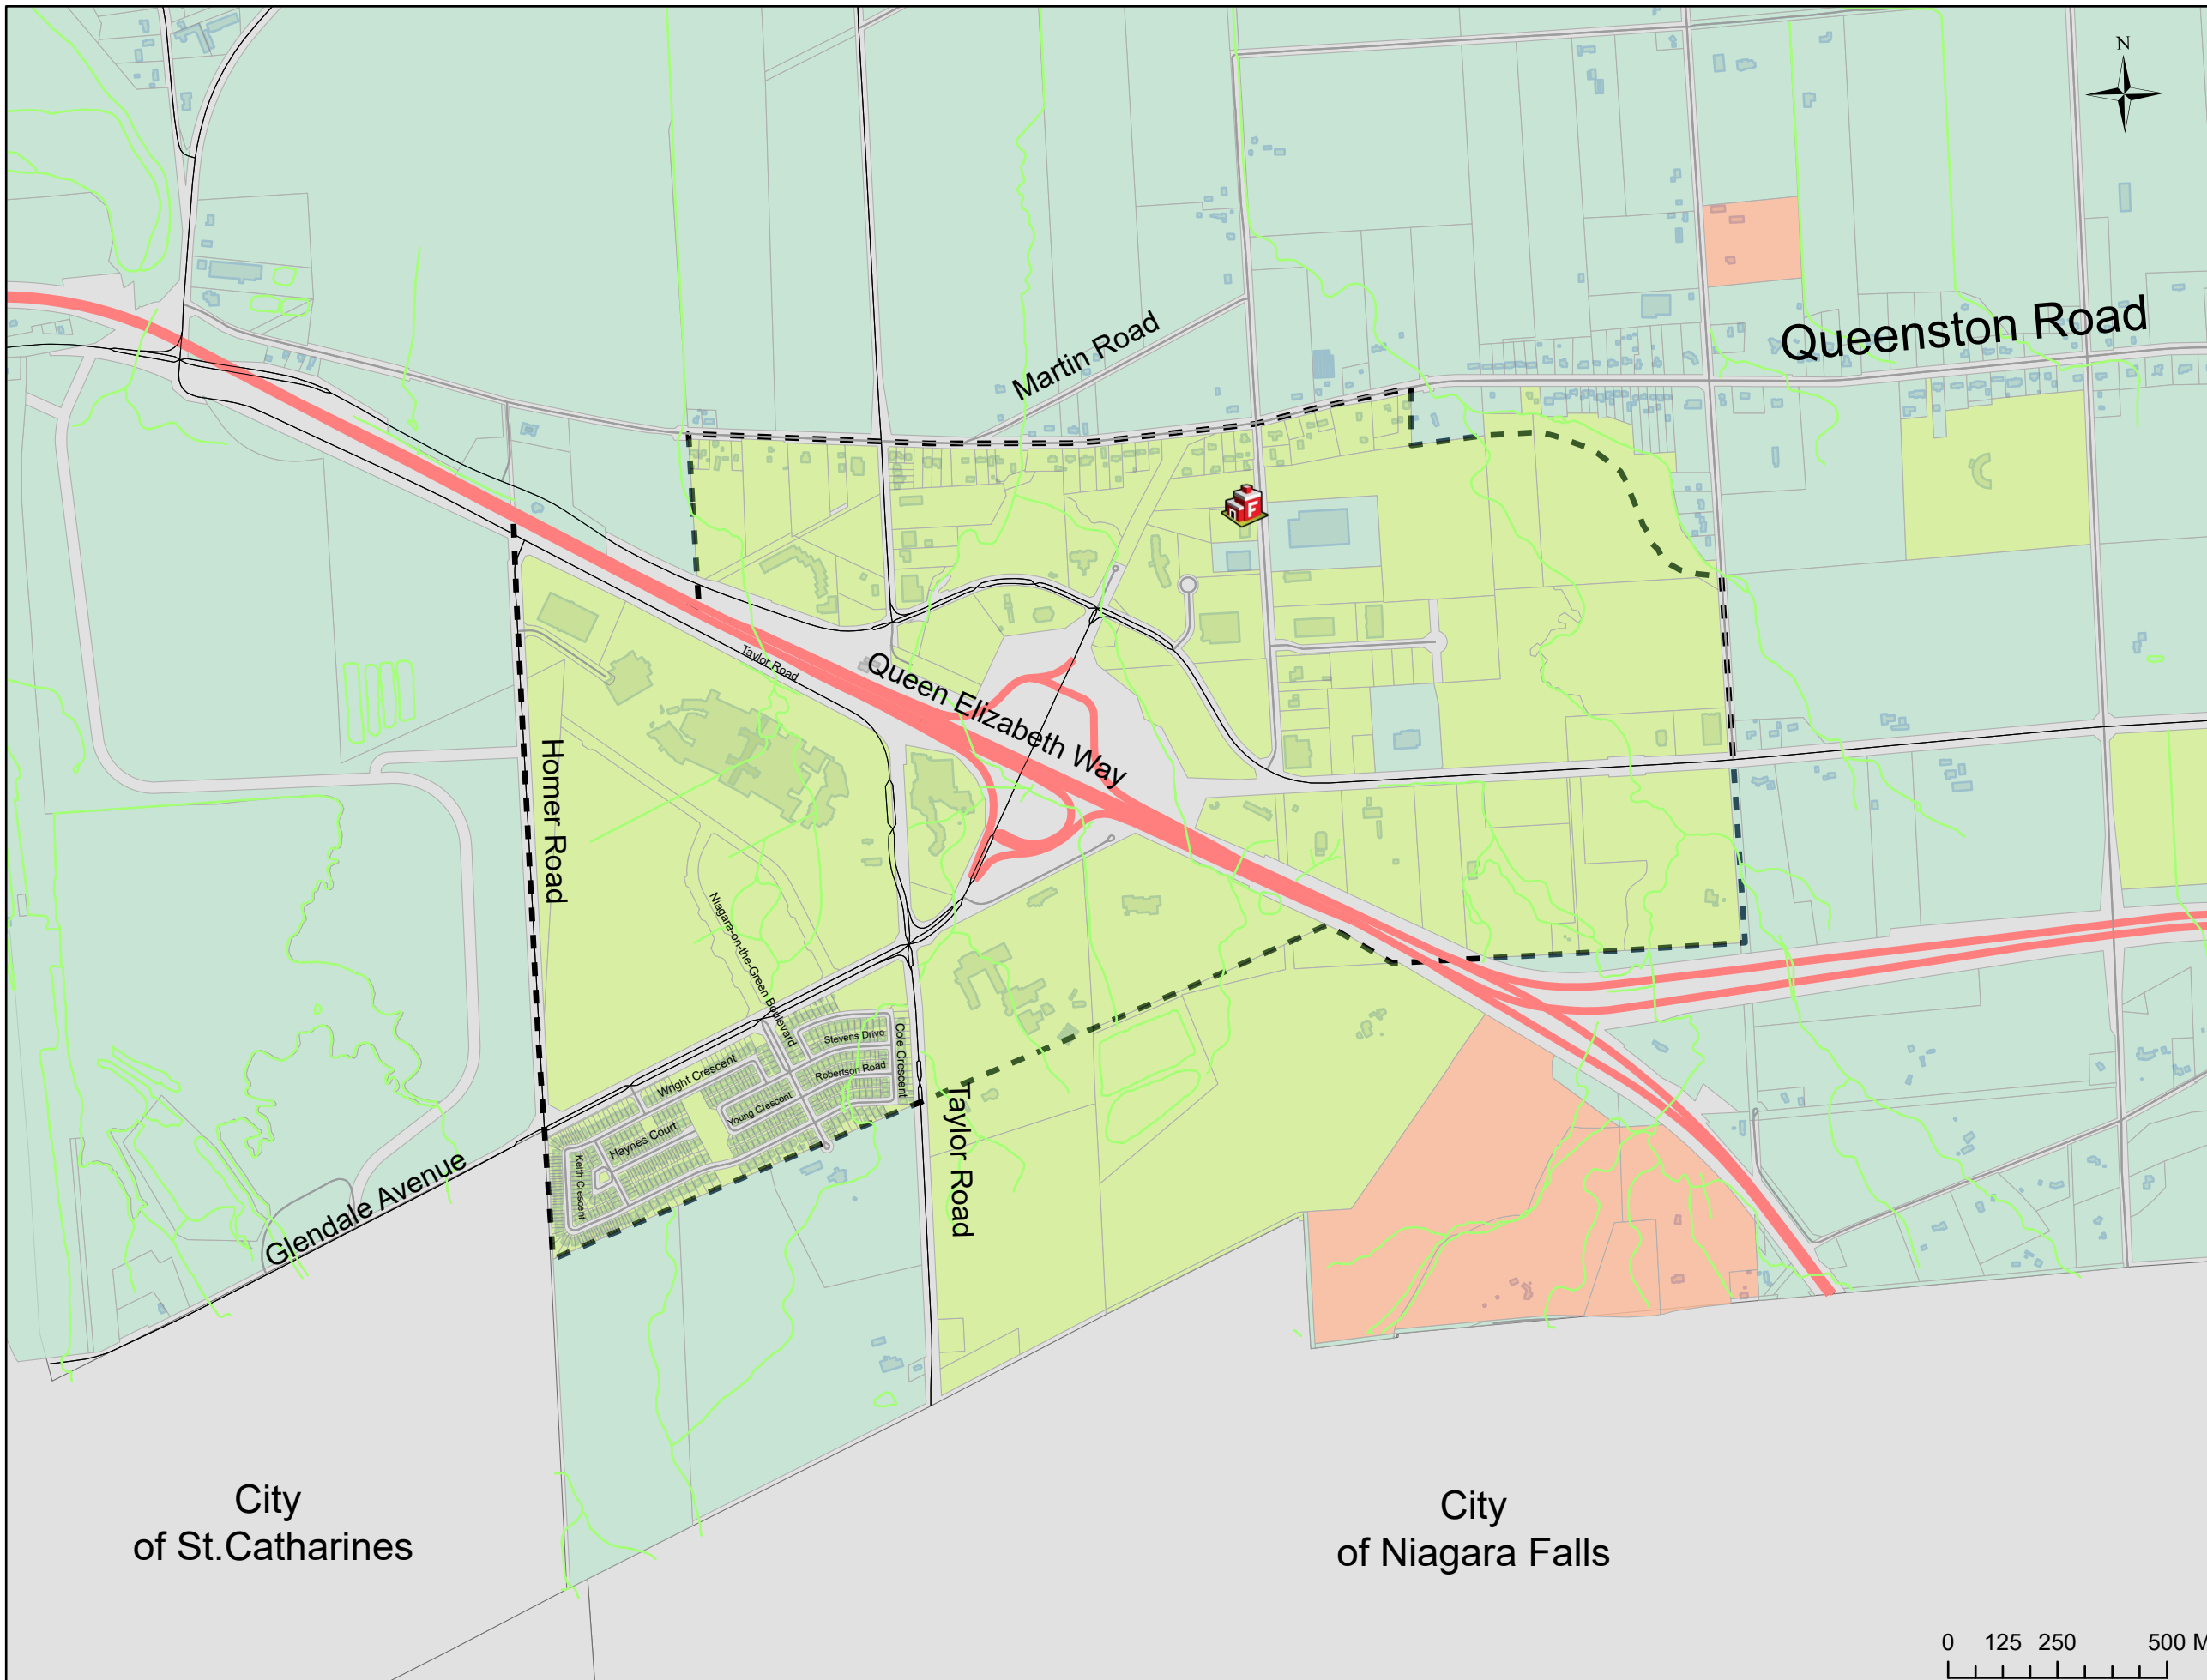 N
Queenston Road
Martin Road
F
Taylor Road
Queen Elizabeth Way
Homer Road
Niagara-on-the-Green Boulevard
Stevens Drive
Cole Crescent
Wright Crescent
Robertson Road
Young Crescent
Haynes Court
Keith Crescent
Taylor Road
Glendale Avenue
City
of St.Catharines
City
of Niagara Falls
0 125 250 500 M